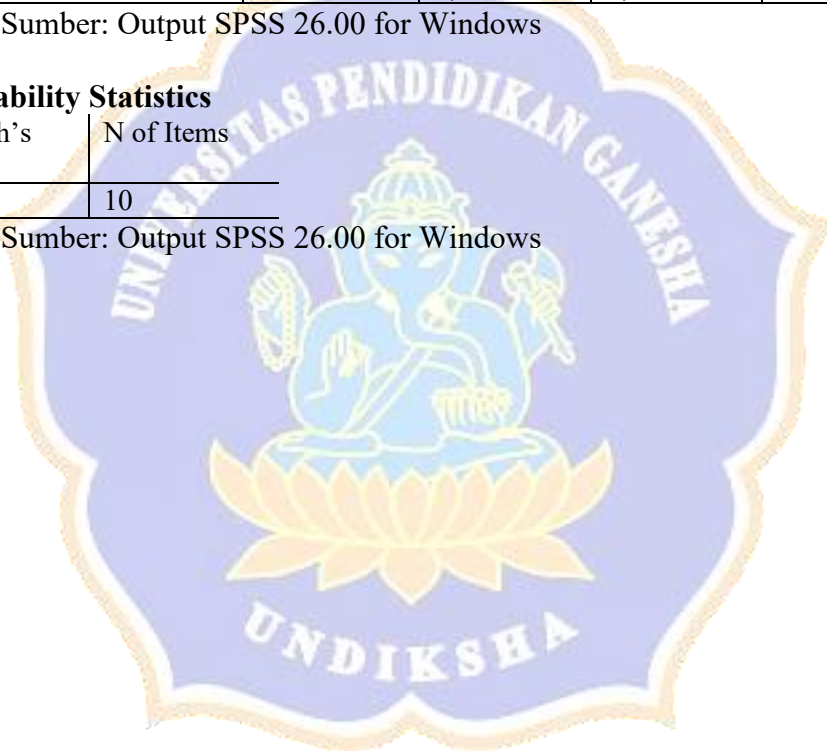 Sumber: Output SPSS 26.00 for Windows
ability Statistics
h's N of Items
10
Sumber: Output SPSS 26.00 for Windows
UNIVERSITAS PENDIDIKAN GANESHA
UNDIKSHA